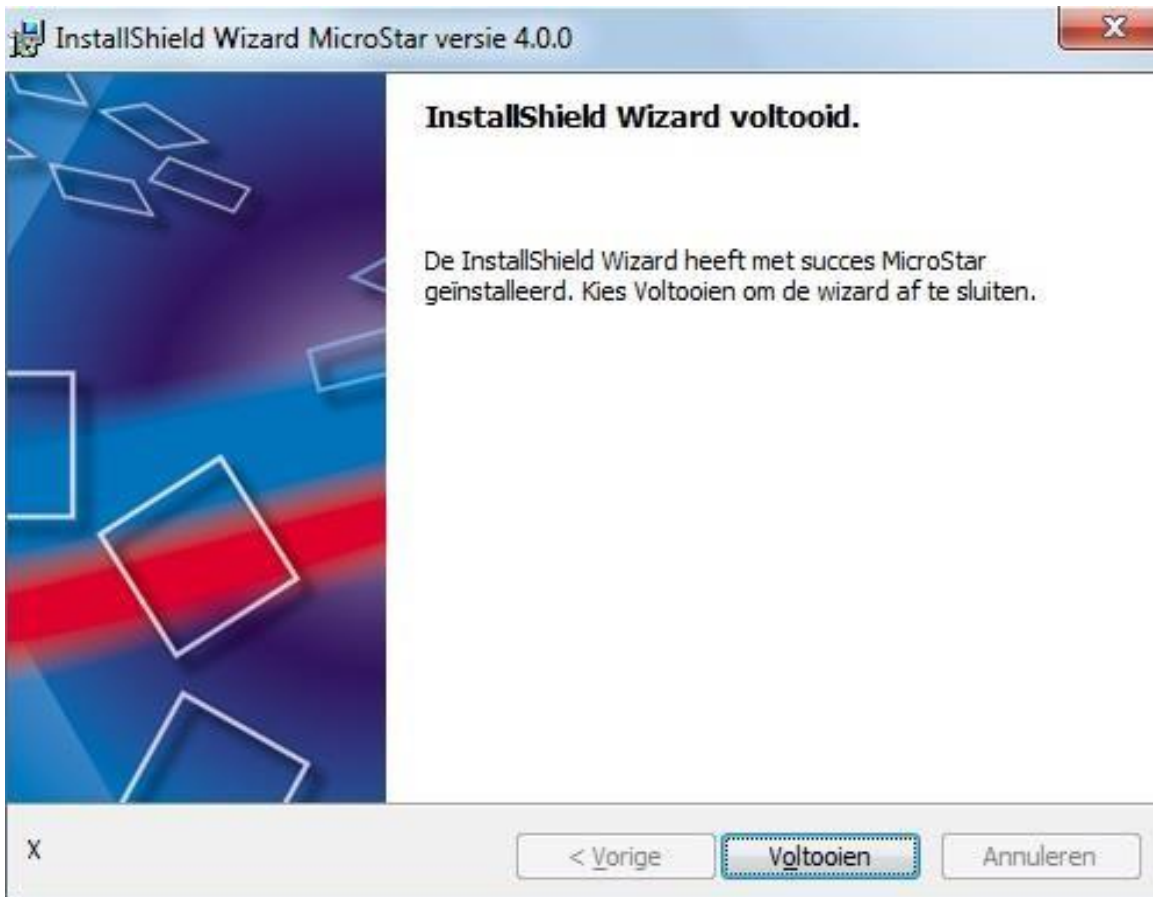 InstallShield Wizard MicroStar versie 4.0.0
X
InstallShield Wizard voltooid.
De InstallShield Wizard heeft met succes MicroStar
geïnstalleerd. Kies Voltooien om de wizard af te sluiten.
X
< Vorige
Voltooien
Annuleren